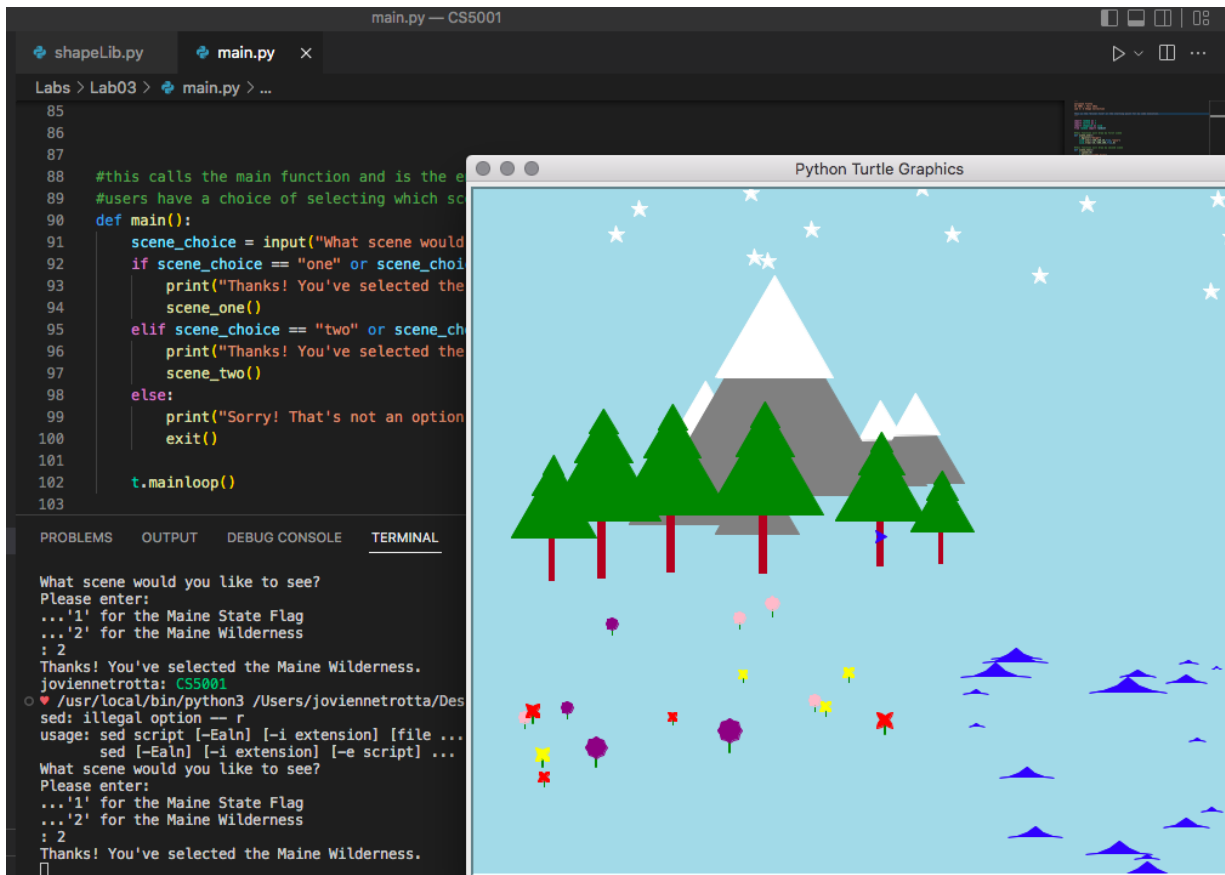 main.py — CS5001
shapeLib.py
main.py
Labs > Lab03 > main.py > ...
85
86
87
88 #this calls the main function and is the e
89 #users have a choice of selecting which sc
90 def main():
91 scene_choice = input("What scene would
92 if scene_choice == "one" or scene_choi
93 print("Thanks! You've selected the
94 scene_one()
95 elif scene_choice == "two" or scene_ch
96 print("Thanks! You've selected the
97 scene_two()
98 else:
99 print("Sorry! That's not an option
100 exit()
101
102 t.mainloop()
103
Python Turtle Graphics
PROBLEMS OUTPUT DEBUG CONSOLE TERMINAL
What scene would you like to see?
Please enter:
...'1' for the Maine State Flag
...'2' for the Maine Wilderness
: 2
Thanks! You've selected the Maine Wilderness.
joviennetrotta: CS5001
/usr/local/bin/python3 /Users/joviennetrotta/Des
sed: illegal option -- r
usage: sed script [-Ealn] [-i extension] [file ...
sed [-Ealn] [-i extension] [-e script] ...
What scene would you like to see?
Please enter:
...'1' for the Maine State Flag
...'2' for the Maine Wilderness
: 2
Thanks! You've selected the Maine Wilderness.